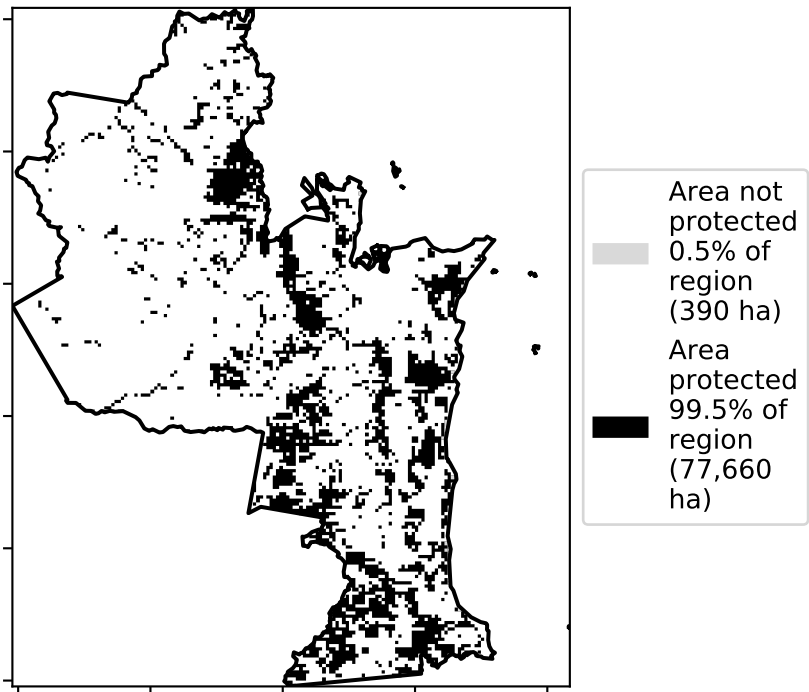 Area not
protected
0.5% of
region
(390 ha)
Area
protected
99.5% of
region
(77,660
ha)